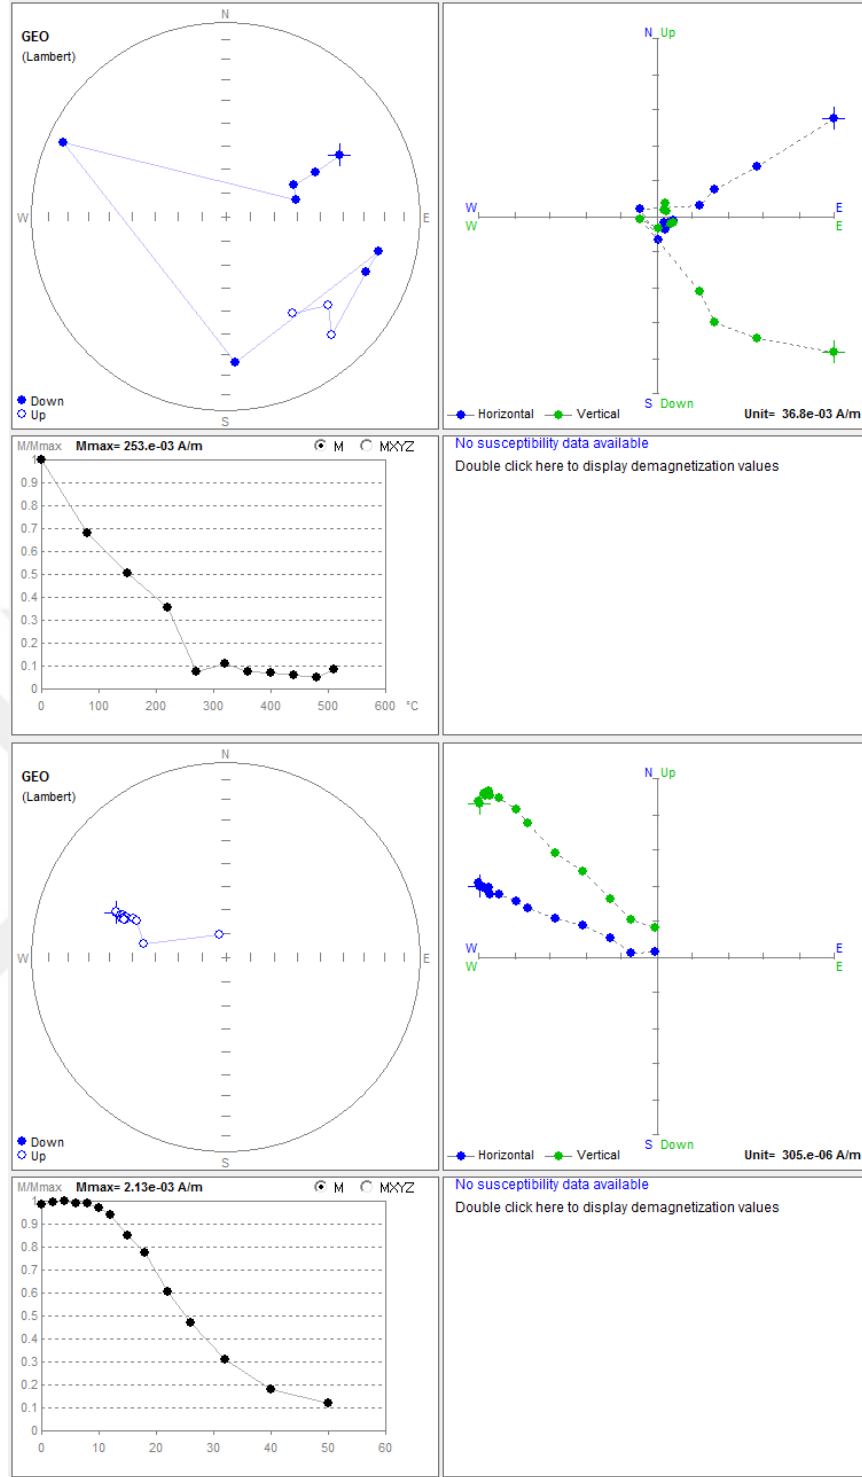 N
GEO
(Lambert)
W
E
Down
Up
S
N Up
W
W
E
E
S Down
Horizontal
Vertical
Unit= 36.8e-03 A/m
M/Mmax Mmax= 253.e-03 A/m
M
MXYZ
1
0.9
0.8
0.7
0.6
0.5
0.4
0.3
0.2
0.1
0
0 100 200 300 400 500 600 °C
No susceptibility data available
Double click here to display demagnetization values
N
GEO
(Lambert)
W
E
Down
Up
S
N Up
W
W
E
E
S Down
Horizontal
Vertical
Unit= 305.e-06 A/m
M/Mmax Mmax= 2.13e-03 A/m
M
MXYZ
1
0.9
0.8
0.7
0.6
0.5
0.4
0.3
0.2
0.1
0
0 10 20 30 40 50 60
No susceptibility data available
Double click here to display demagnetization values